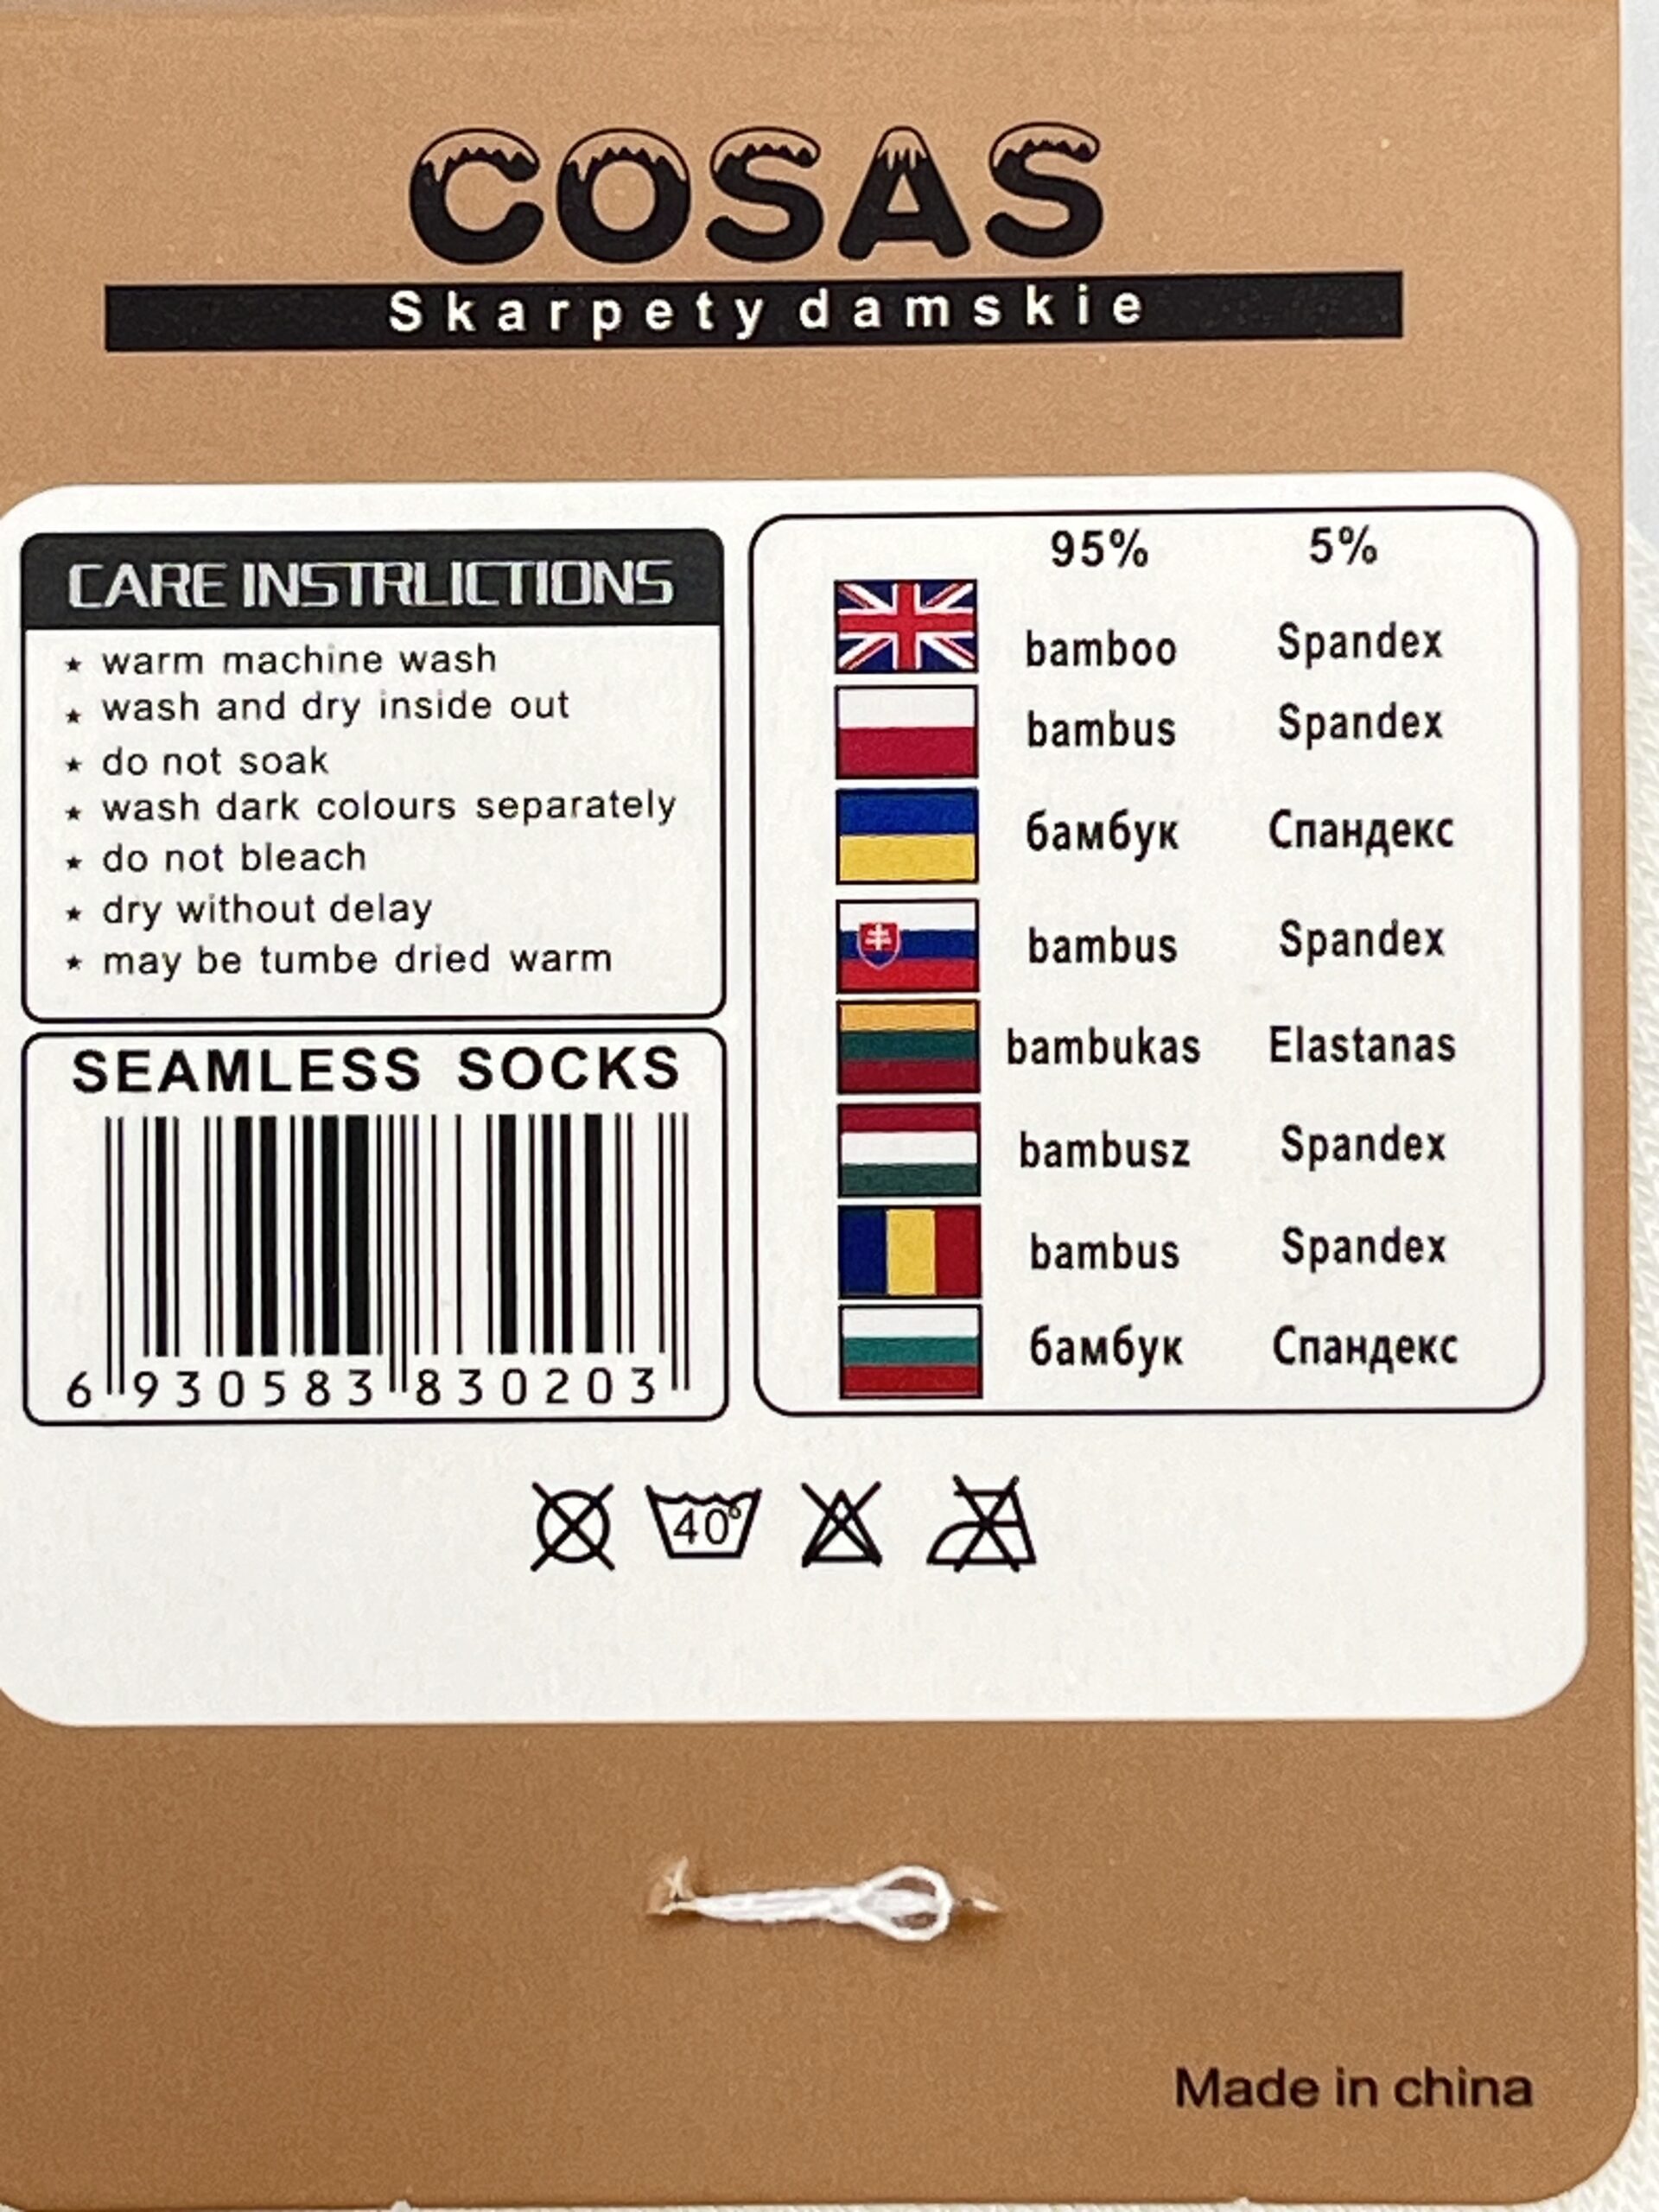 COSAS
Skarpety damskie
CARE INSTRLICTIONS
★ warm machine wash
★ wash and dry inside out
★ do not soak
★ wash dark colours separately
★ do not bleach
★ dry without delay
★ may be tumbe dried warm
SEAMLESS SOCKS
6 930583 830203
95% 5%
bamboo Spandex
bambus Spandex
бамбук Спандекс
bambus Spandex
bambukas Elastanas
bambusz Spandex
bambus Spandex
бамбук Спандекс
40°
Made in china